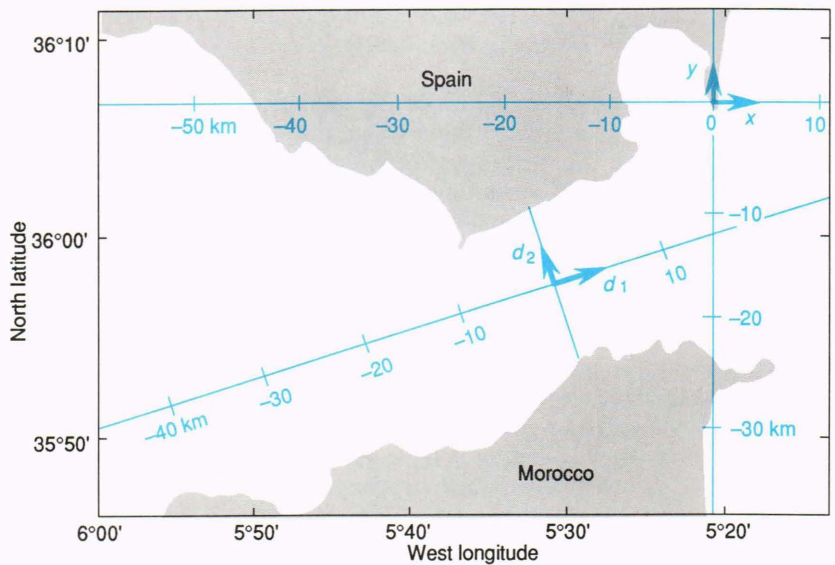 36°10'
Spain
y
x
–50 km
–40
–30
–20
–10
0
10
–10
36°00'
d2
d1
10
–10
–20
–20
–30
–40 km
–30 km
35°50'
Morocco
North latitude
6°00'
5°50'
5°40'
5°30'
5°20'
West longitude